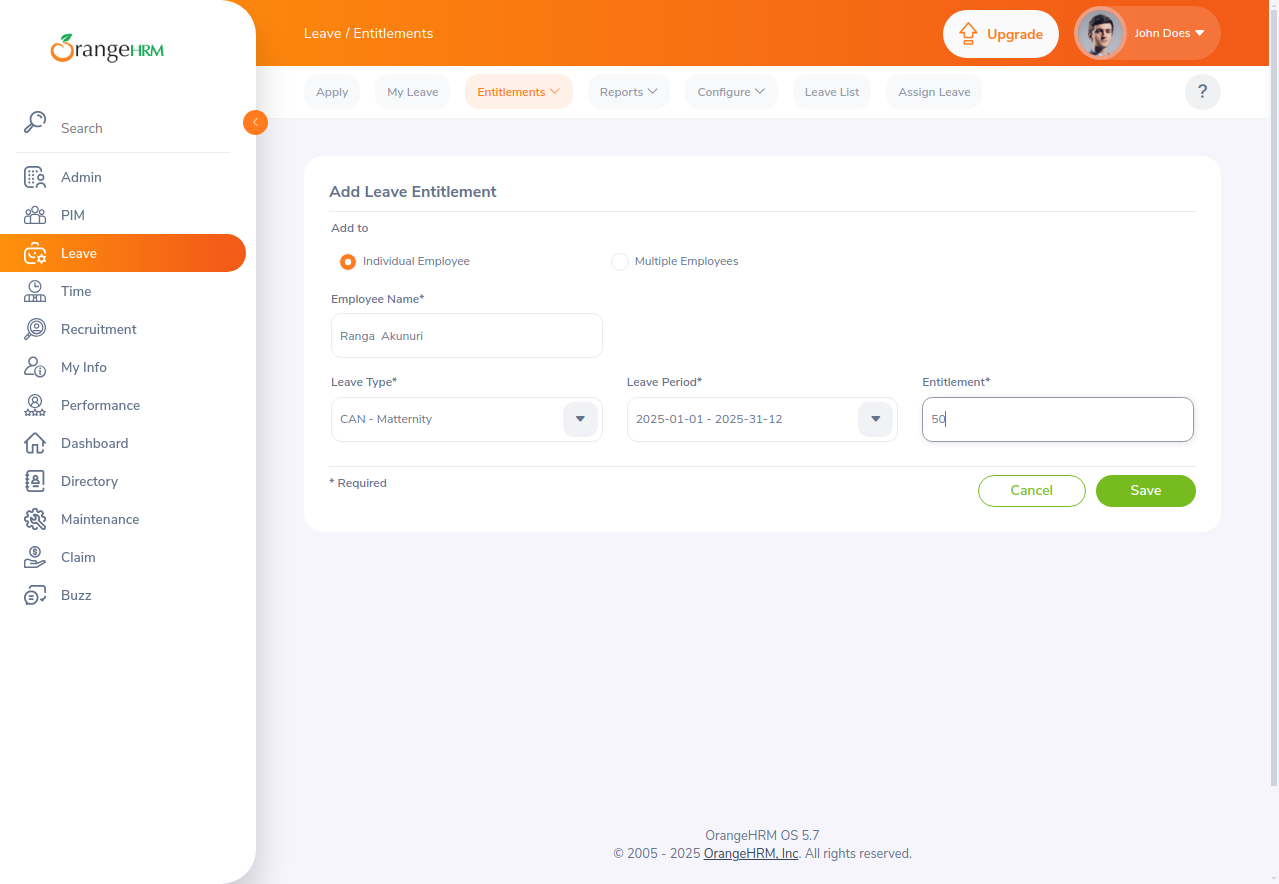 OrangeHRM
Search
Admin
PIM
Leave
Time
Recruitment
My Info
Performance
Dashboard
Directory
Maintenance
Claim
Buzz
Leave / Entitlements
Upgrade
John Does
Apply
My Leave
Entitlements
Reports
Configure
Leave List
Assign Leave
?
Add Leave Entitlement
Add to
Individual Employee
Multiple Employees
Employee Name*
Ranga  Akunuri
Leave Type*
Leave Period*
Entitlement*
CAN - Matternity
2025-01-01 - 2025-31-12
50
* Required
Cancel
Save
OrangeHRM OS 5.7
© 2005 - 2025 OrangeHRM, Inc. All rights reserved.